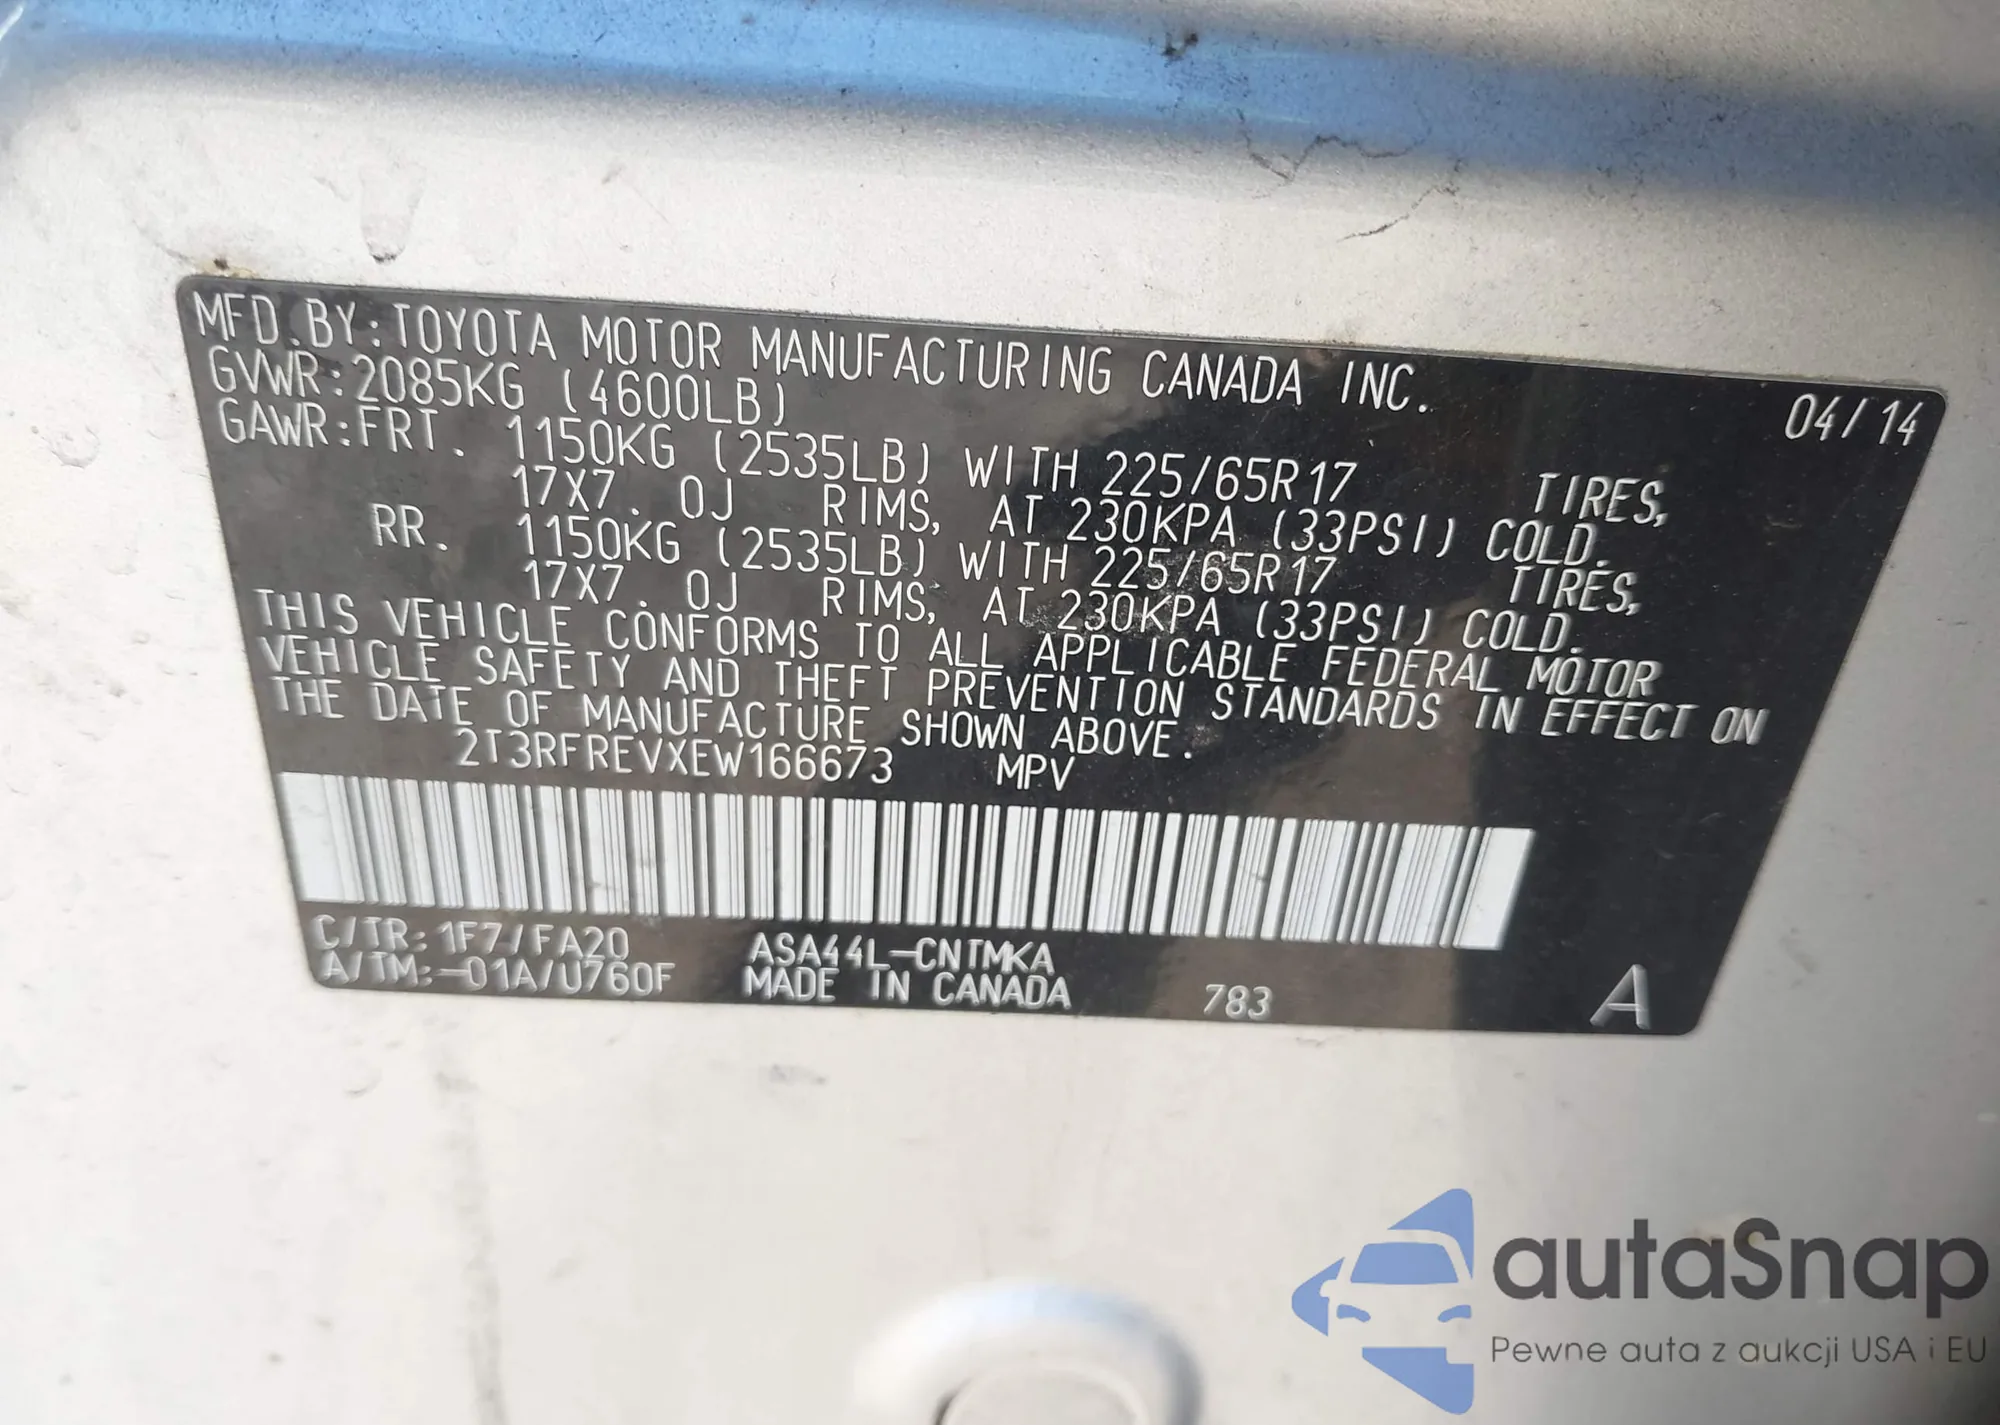 MFD.BY:TOYOTA MOTOR MANUFACTURING CANADA INC. 04/14
GVWR:2085KG (4600LB)
GAWR:FRT. 1150KG (2535LB) WITH 225/65R17 TIRES,
17X7. 0J RIMS, AT 230KPA (33PSI) COLD.
RR. 1150KG (2535LB) WITH 225/65R17 TIRES,
17X7. 0J RIMS, AT 230KPA (33PSI) COLD.
THIS VEHICLE CONFORMS TO ALL APPLICABLE FEDERAL MOTOR
VEHICLE SAFETY AND THEFT PREVENTION STANDARDS IN EFFECT ON
THE DATE OF MANUFACTURE SHOWN ABOVE.
2T3RFREVXEW166673 MPV
C/TR:1F7/FA20 ASA44L-CNTMKA
A/TM:-01A/U760F MADE IN CANADA 783 A
autaSnap
Pewne auta z aukcji USA i EU